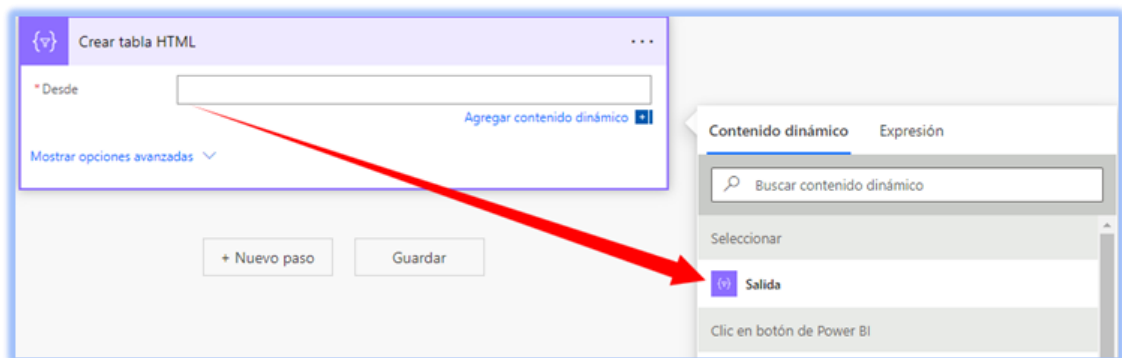 Crear tabla HTML
* Desde
Agregar contenido dinámico
Mostrar opciones avanzadas
+ Nuevo paso
Guardar
Contenido dinámico
Expresión
Buscar contenido dinámico
Seleccionar
Salida
Clic en botón de Power BI